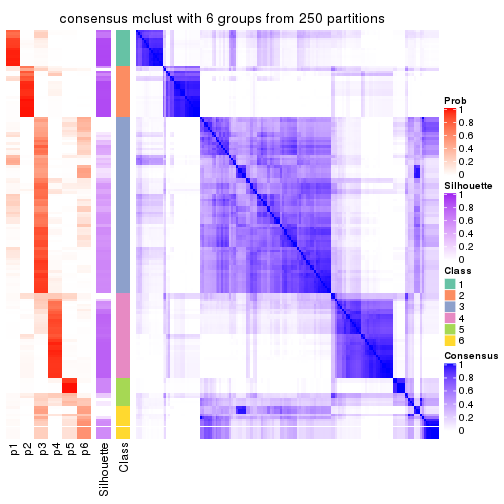 consensus mclust with 6 groups from 250 partitions
Prob
1
0.8
0.6
0.4
0.2
0
Silhouette
1
0.8
0.6
0.4
0.2
0
Class
1
2
3
4
5
6
Consensus
1
0.8
0.6
0.4
0.2
0
p1
p2
p3
p4
p5
p6
Silhouette
Class